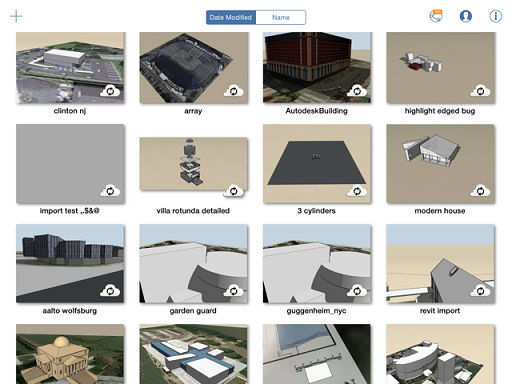 Date Modified Name
clinton nj array AutodeskBuilding highlight edged bug
import test ,.$&@ villa rotunda detailed 3 cylinders modern house
aalto wolfsburg garden guard guggenheim_nyc revit import